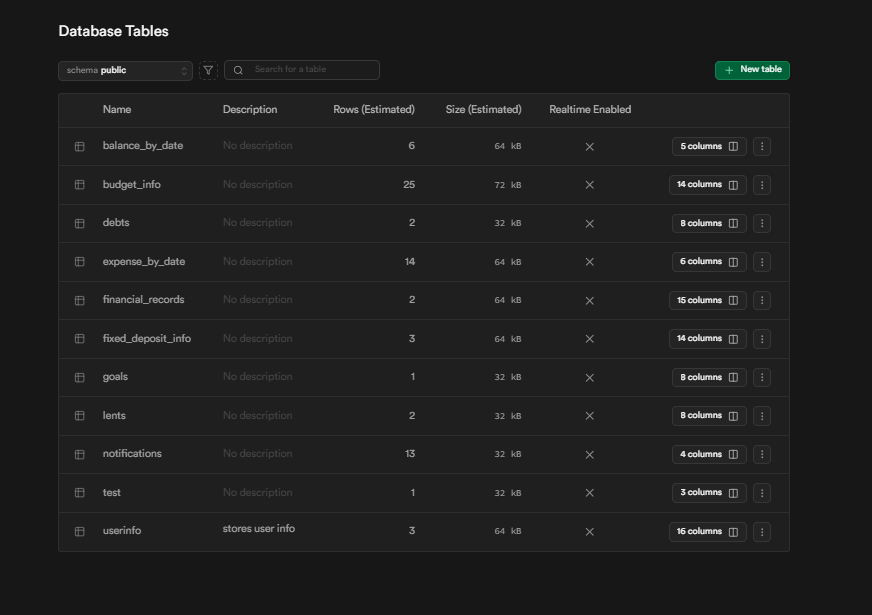 Database Tables
schema public
Search for a table
New table
Name Description Rows (Estimated) Size (Estimated) Realtime Enabled
balance_by_date No description 6 64 kB 5 columns
budget_info No description 25 72 kB 14 columns
debts No description 2 32 kB 8 columns
expense_by_date No description 14 64 kB 6 columns
financial_records No description 2 64 kB 15 columns
fixed_deposit_info No description 3 64 kB 14 columns
goals No description 1 32 kB 8 columns
lents No description 2 32 kB 8 columns
notifications No description 13 32 kB 4 columns
test No description 1 32 kB 3 columns
userinfo stores user info 3 64 kB 16 columns